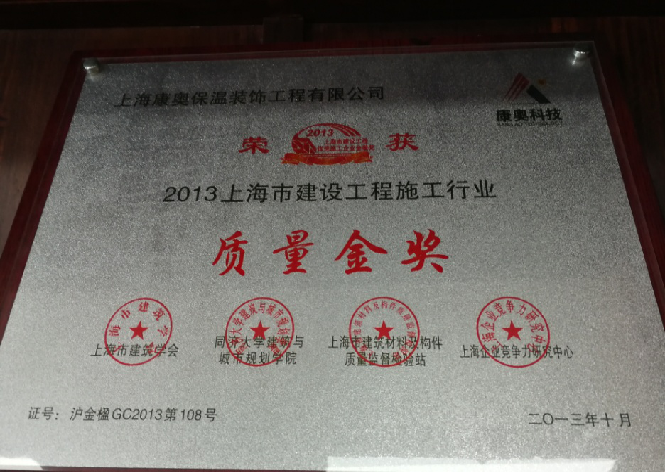 上海康奥保温装饰工程有限公司
康奥科技
荣
2013
获
2013上海市建设工程施工行业
质量金奖
上海市建筑学会
同济大学建筑与
城市规划学院
上海市建筑材料及构件
质量监督检验站
上海企业竞争力研究中心
证号：沪金楹GC2013第108号
二〇一三年十月